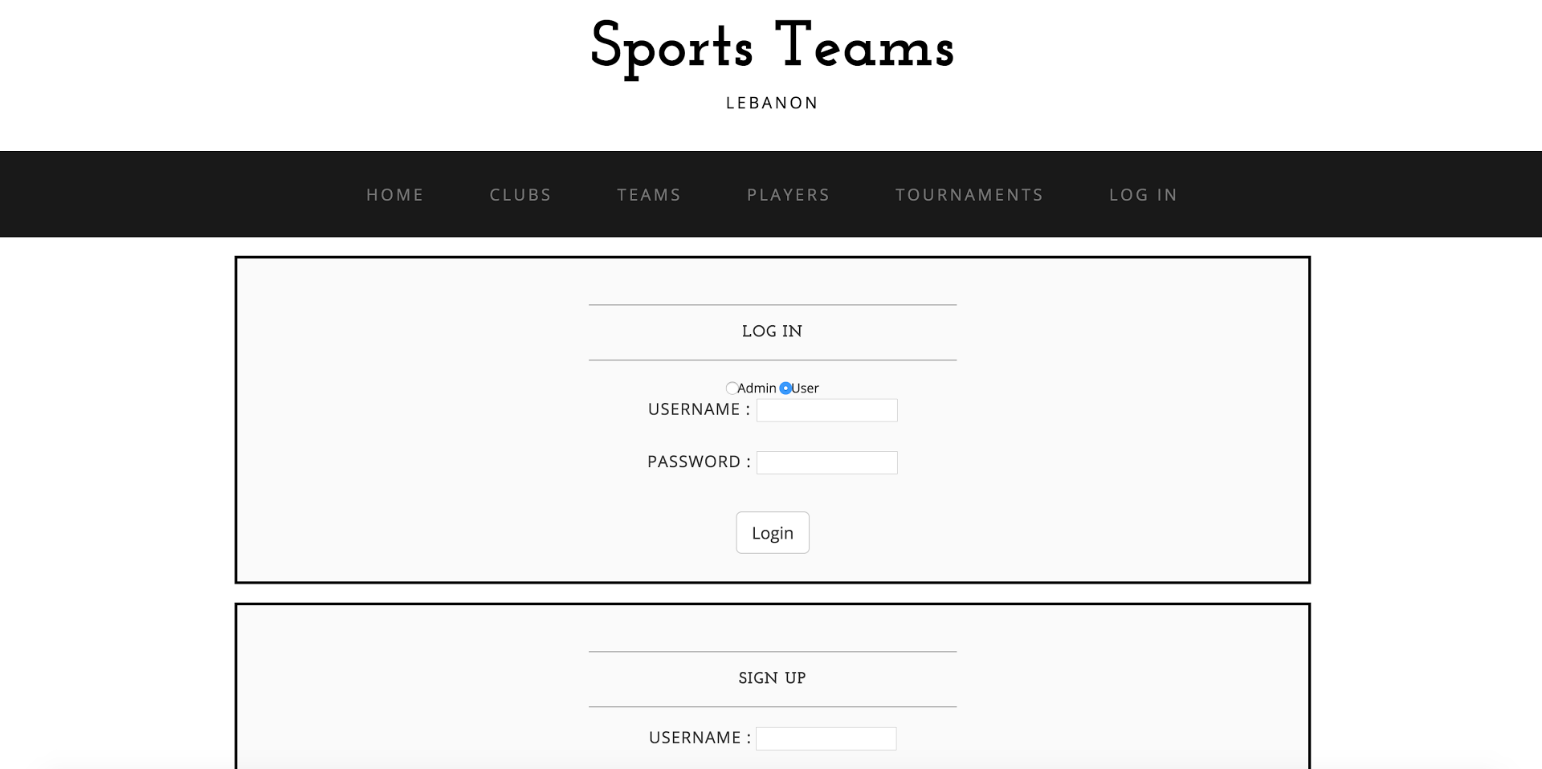 Sports Teams
LEBANON
HOME CLUBS TEAMS PLAYERS TOURNAMENTS LOG IN
LOG IN
Admin User
USERNAME :
PASSWORD :
Login
SIGN UP
USERNAME :